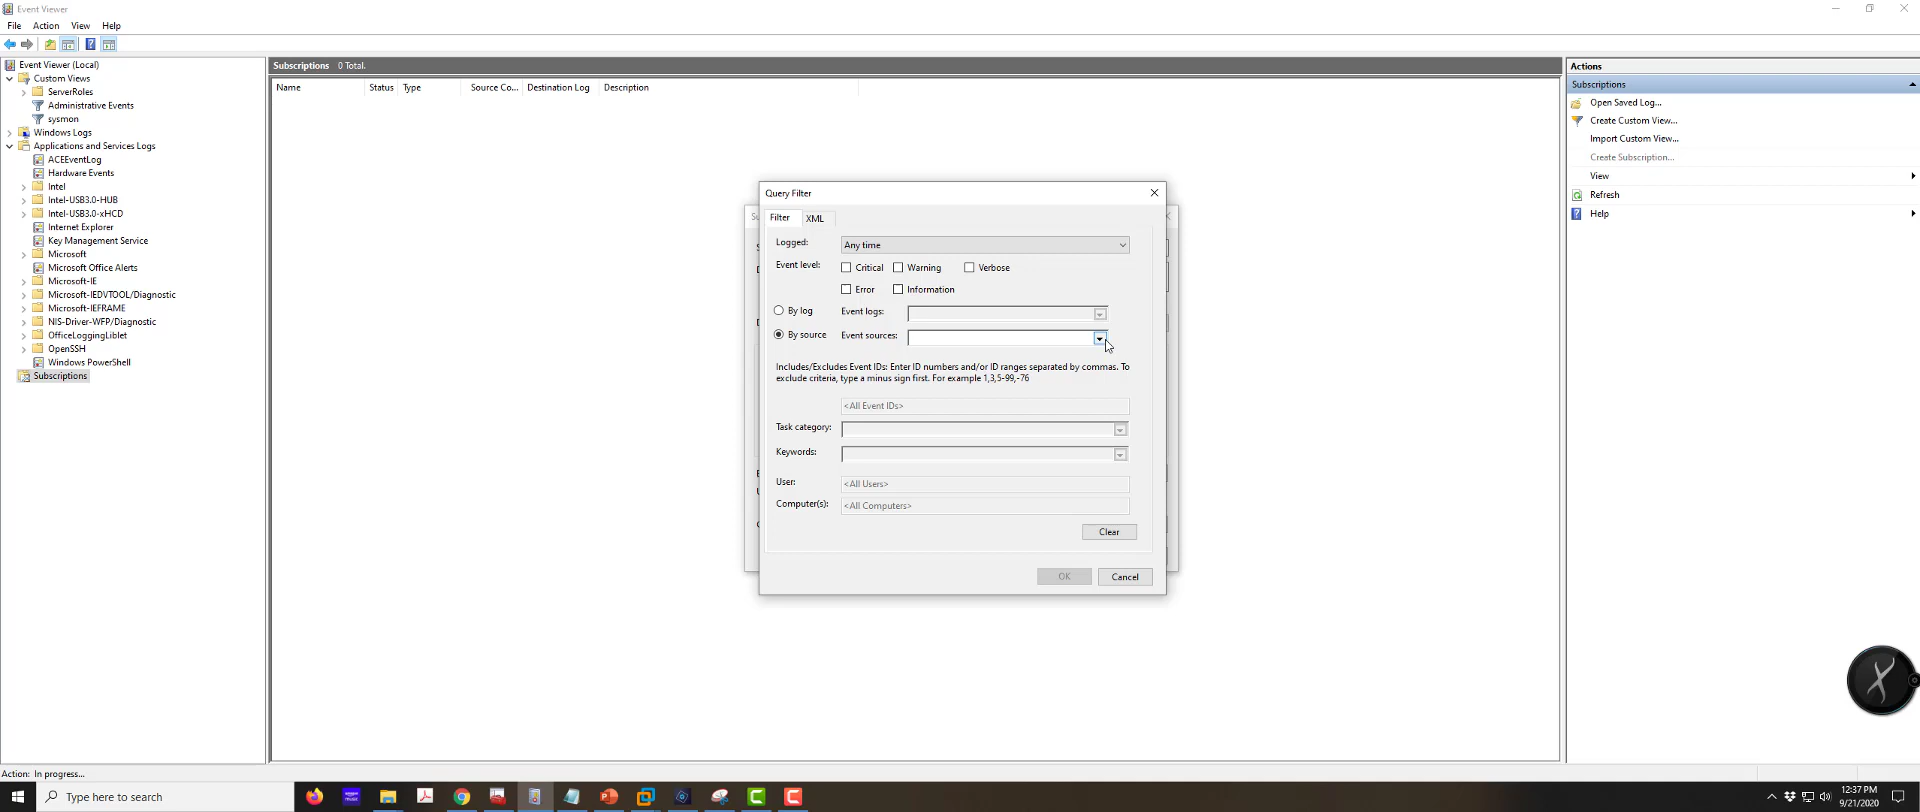 Event Viewer
File Action View Help
Event Viewer (Local)
Custom Views
ServerRoles
Administrative Events
sysmon
Windows Logs
Applications and Services Logs
ACEEventLog
Hardware Events
Intel
Intel-USB3.0-HUB
Intel-USB3.0-xHCD
Internet Explorer
Key Management Service
Microsoft
Microsoft Office Alerts
Microsoft-IE
Microsoft-IEDVTOOL/Diagnostic
Microsoft-IEFRAME
NIS-Driver-WFP/Diagnostic
OfficeLoggingLiblet
OpenSSH
Windows PowerShell
Subscriptions
Subscriptions 0 Total.
Name Status Type Source Co... Destination Log Description
Query Filter
Filter XML
Logged: Any time
Event level: Critical Warning Verbose
Error Information
By log Event logs:
By source Event sources:
Includes/Excludes Event IDs: Enter ID numbers and/or ID ranges separated by commas. To
exclude criteria, type a minus sign first. For example 1,3,5-99,-76
<All Event IDs>
Task category:
Keywords:
User: <All Users>
Computer(s): <All Computers>
Clear
OK Cancel
Actions
Subscriptions
Open Saved Log...
Create Custom View...
Import Custom View...
Create Subscription...
View
Refresh
Help
Action: In progress...
Type here to search
12:37 PM
9/21/2020